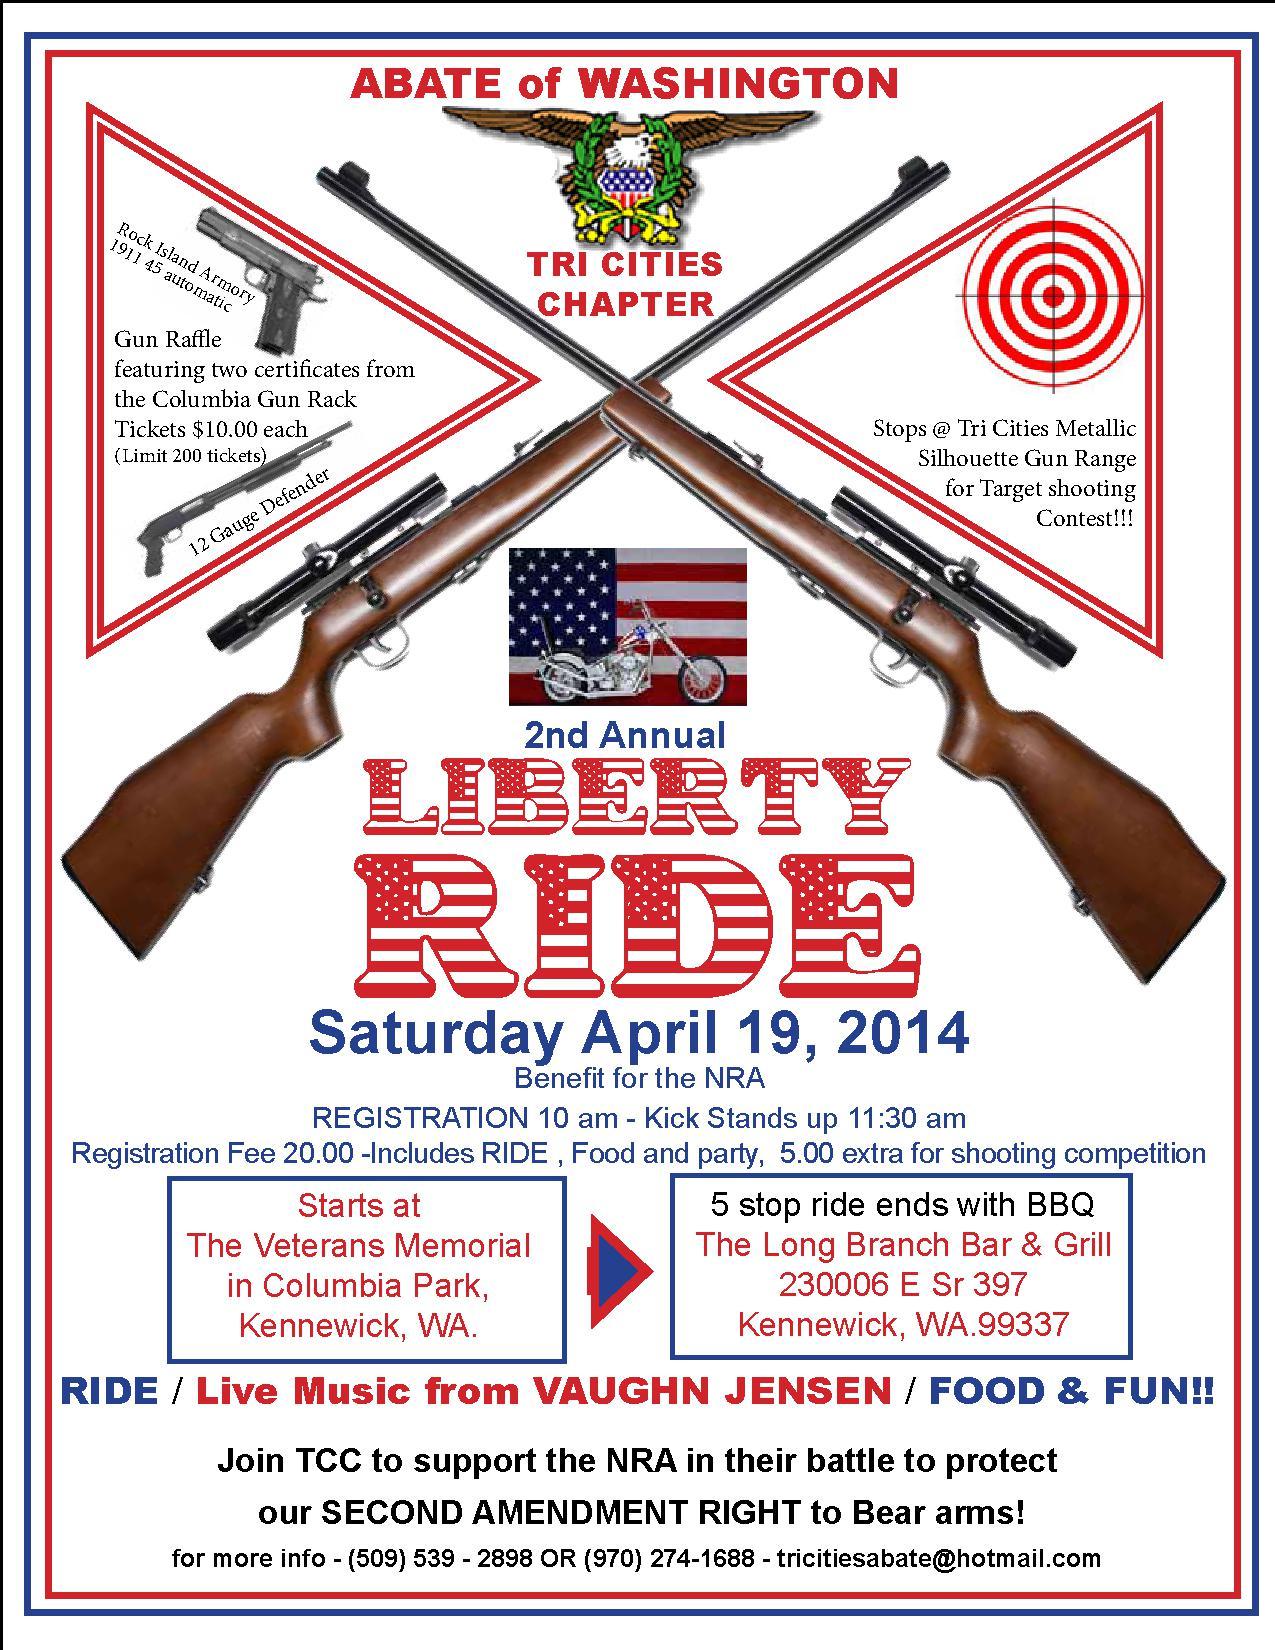 ABATE of WASHINGTON
TRI CITIES
CHAPTER
Rock Island Armory
1911 45 automatic
Gun Raffle
featuring two certificates from
the Columbia Gun Rack
Tickets $10.00 each
(Limit 200 tickets)
12 Gauge Defender
Stops @ Tri Cities Metallic
Silhouette Gun Range
for Target shooting
Contest!!!
2nd Annual
LIBERTY
RIDE
Saturday April 19, 2014
Benefit for the NRA
REGISTRATION 10 am - Kick Stands up 11:30 am
Registration Fee 20.00 -Includes RIDE , Food and party, 5.00 extra for shooting competition
Starts at
The Veterans Memorial
in Columbia Park,
Kennewick, WA.
5 stop ride ends with BBQ
The Long Branch Bar & Grill
230006 E Sr 397
Kennewick, WA.99337
RIDE / Live Music from VAUGHN JENSEN / FOOD & FUN!!
Join TCC to support the NRA in their battle to protect
our SECOND AMENDMENT RIGHT to Bear arms!
for more info - (509) 539 - 2898 OR (970) 274-1688 - tricitiesabate@hotmail.com